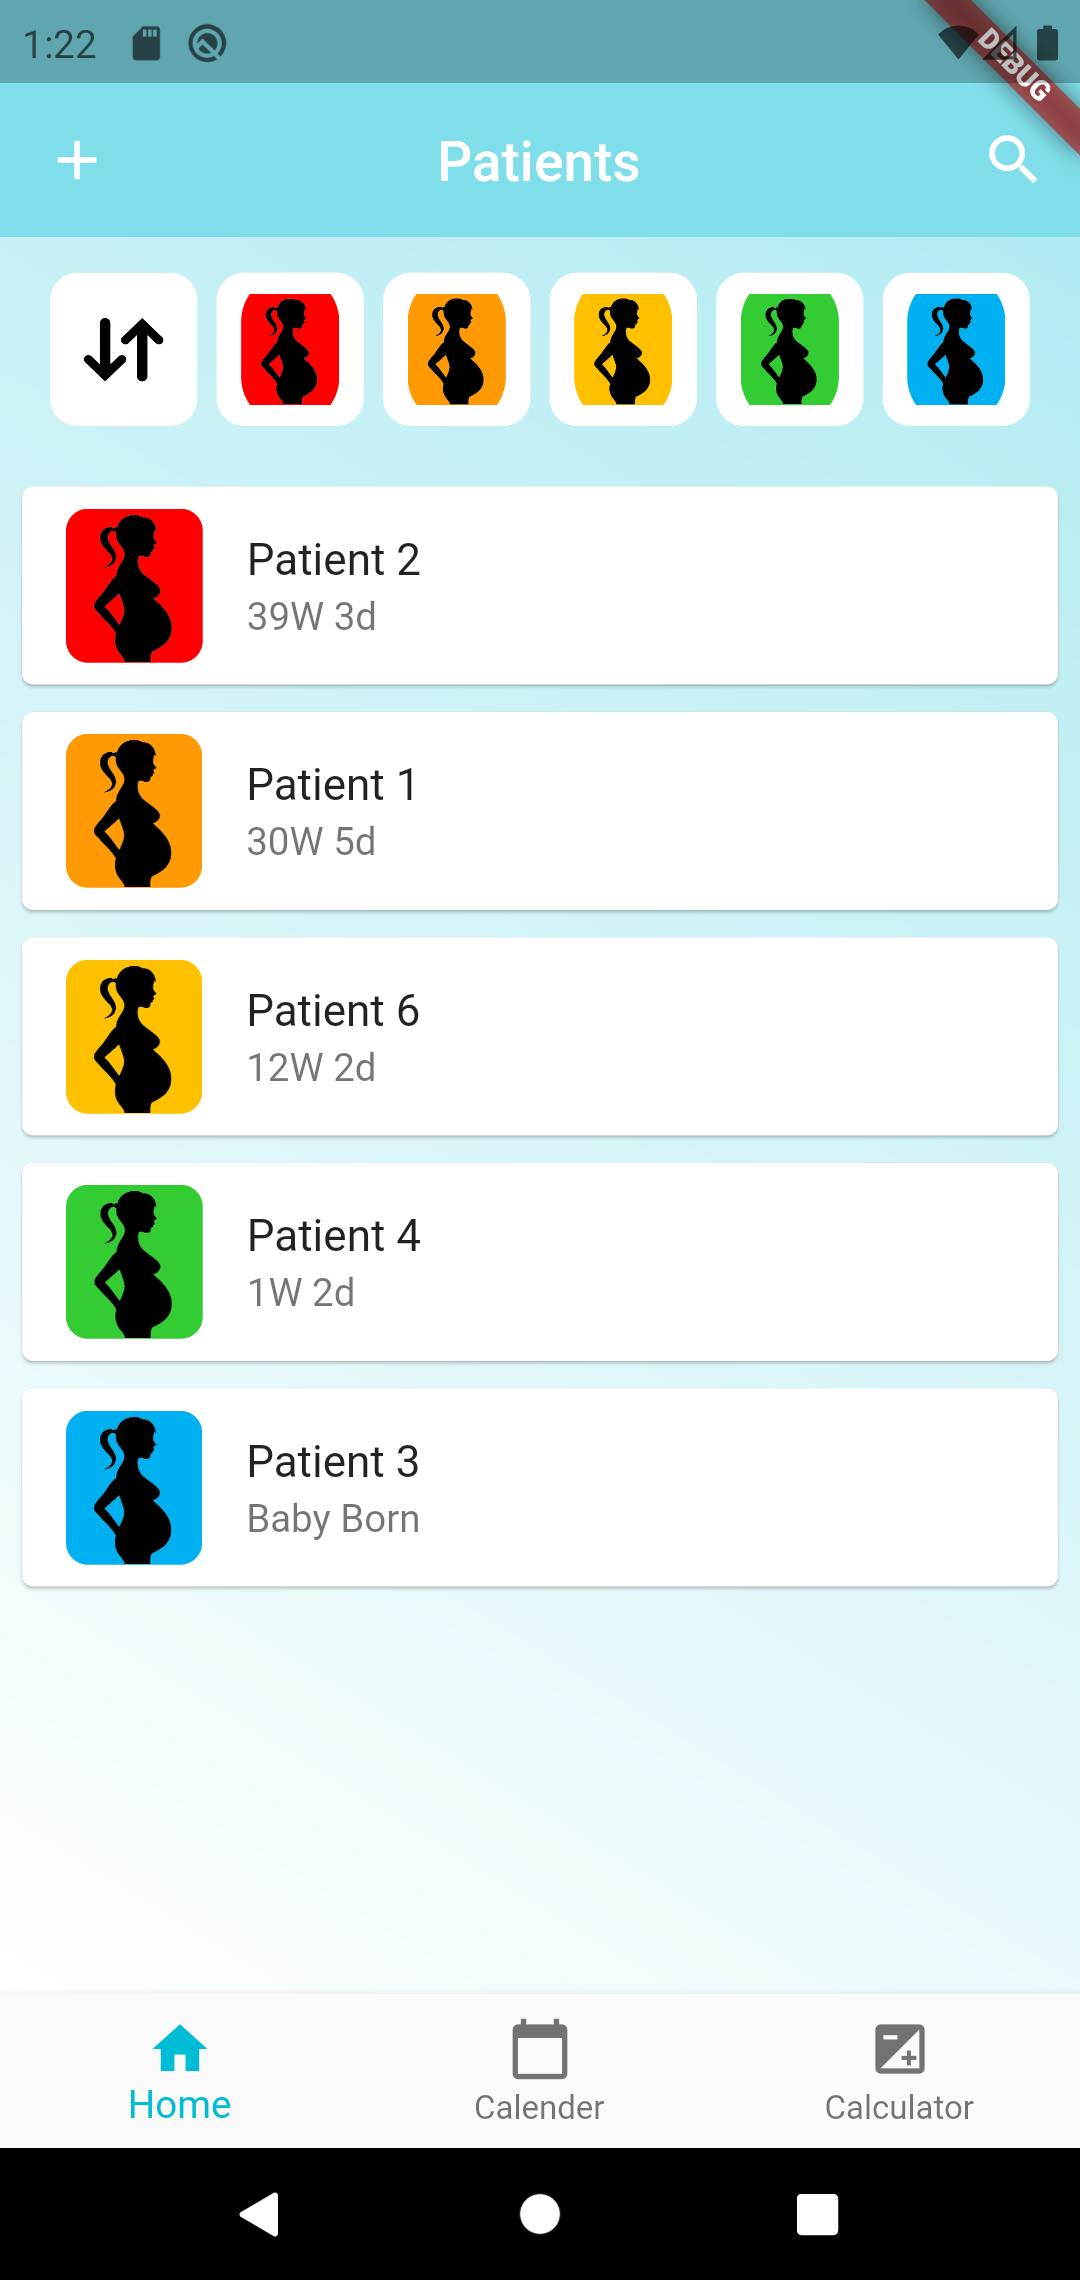 1:22
DEBUG
Patients
Patient 2
39W 3d
Patient 1
30W 5d
Patient 6
12W 2d
Patient 4
1W 2d
Patient 3
Baby Born
Home
Calender
Calculator